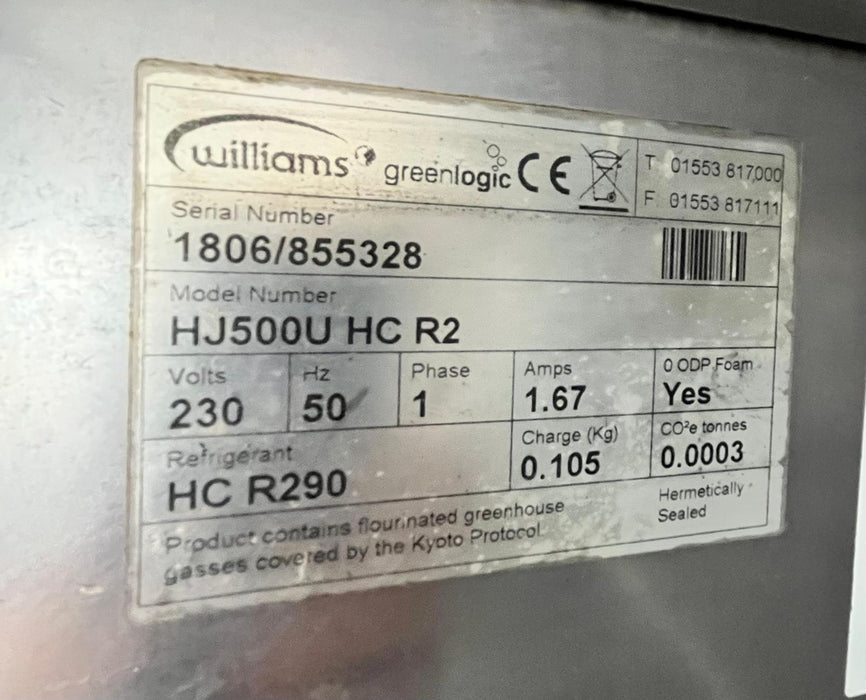 williams greenlogic CE
T 01553 817000
F 01553 817111
Serial Number
1806/855328
Model Number
HJ500U HC R2
Volts Hz Phase Amps 0 ODP Foam
230 50 1 1.67 Yes
Refrigerant Charge (Kg) CO²e tonnes
HC R290 0.105 0.0003
Product contains flourinated greenhouse
gasses covered by the Kyoto Protocol.
Hermetically
Sealed